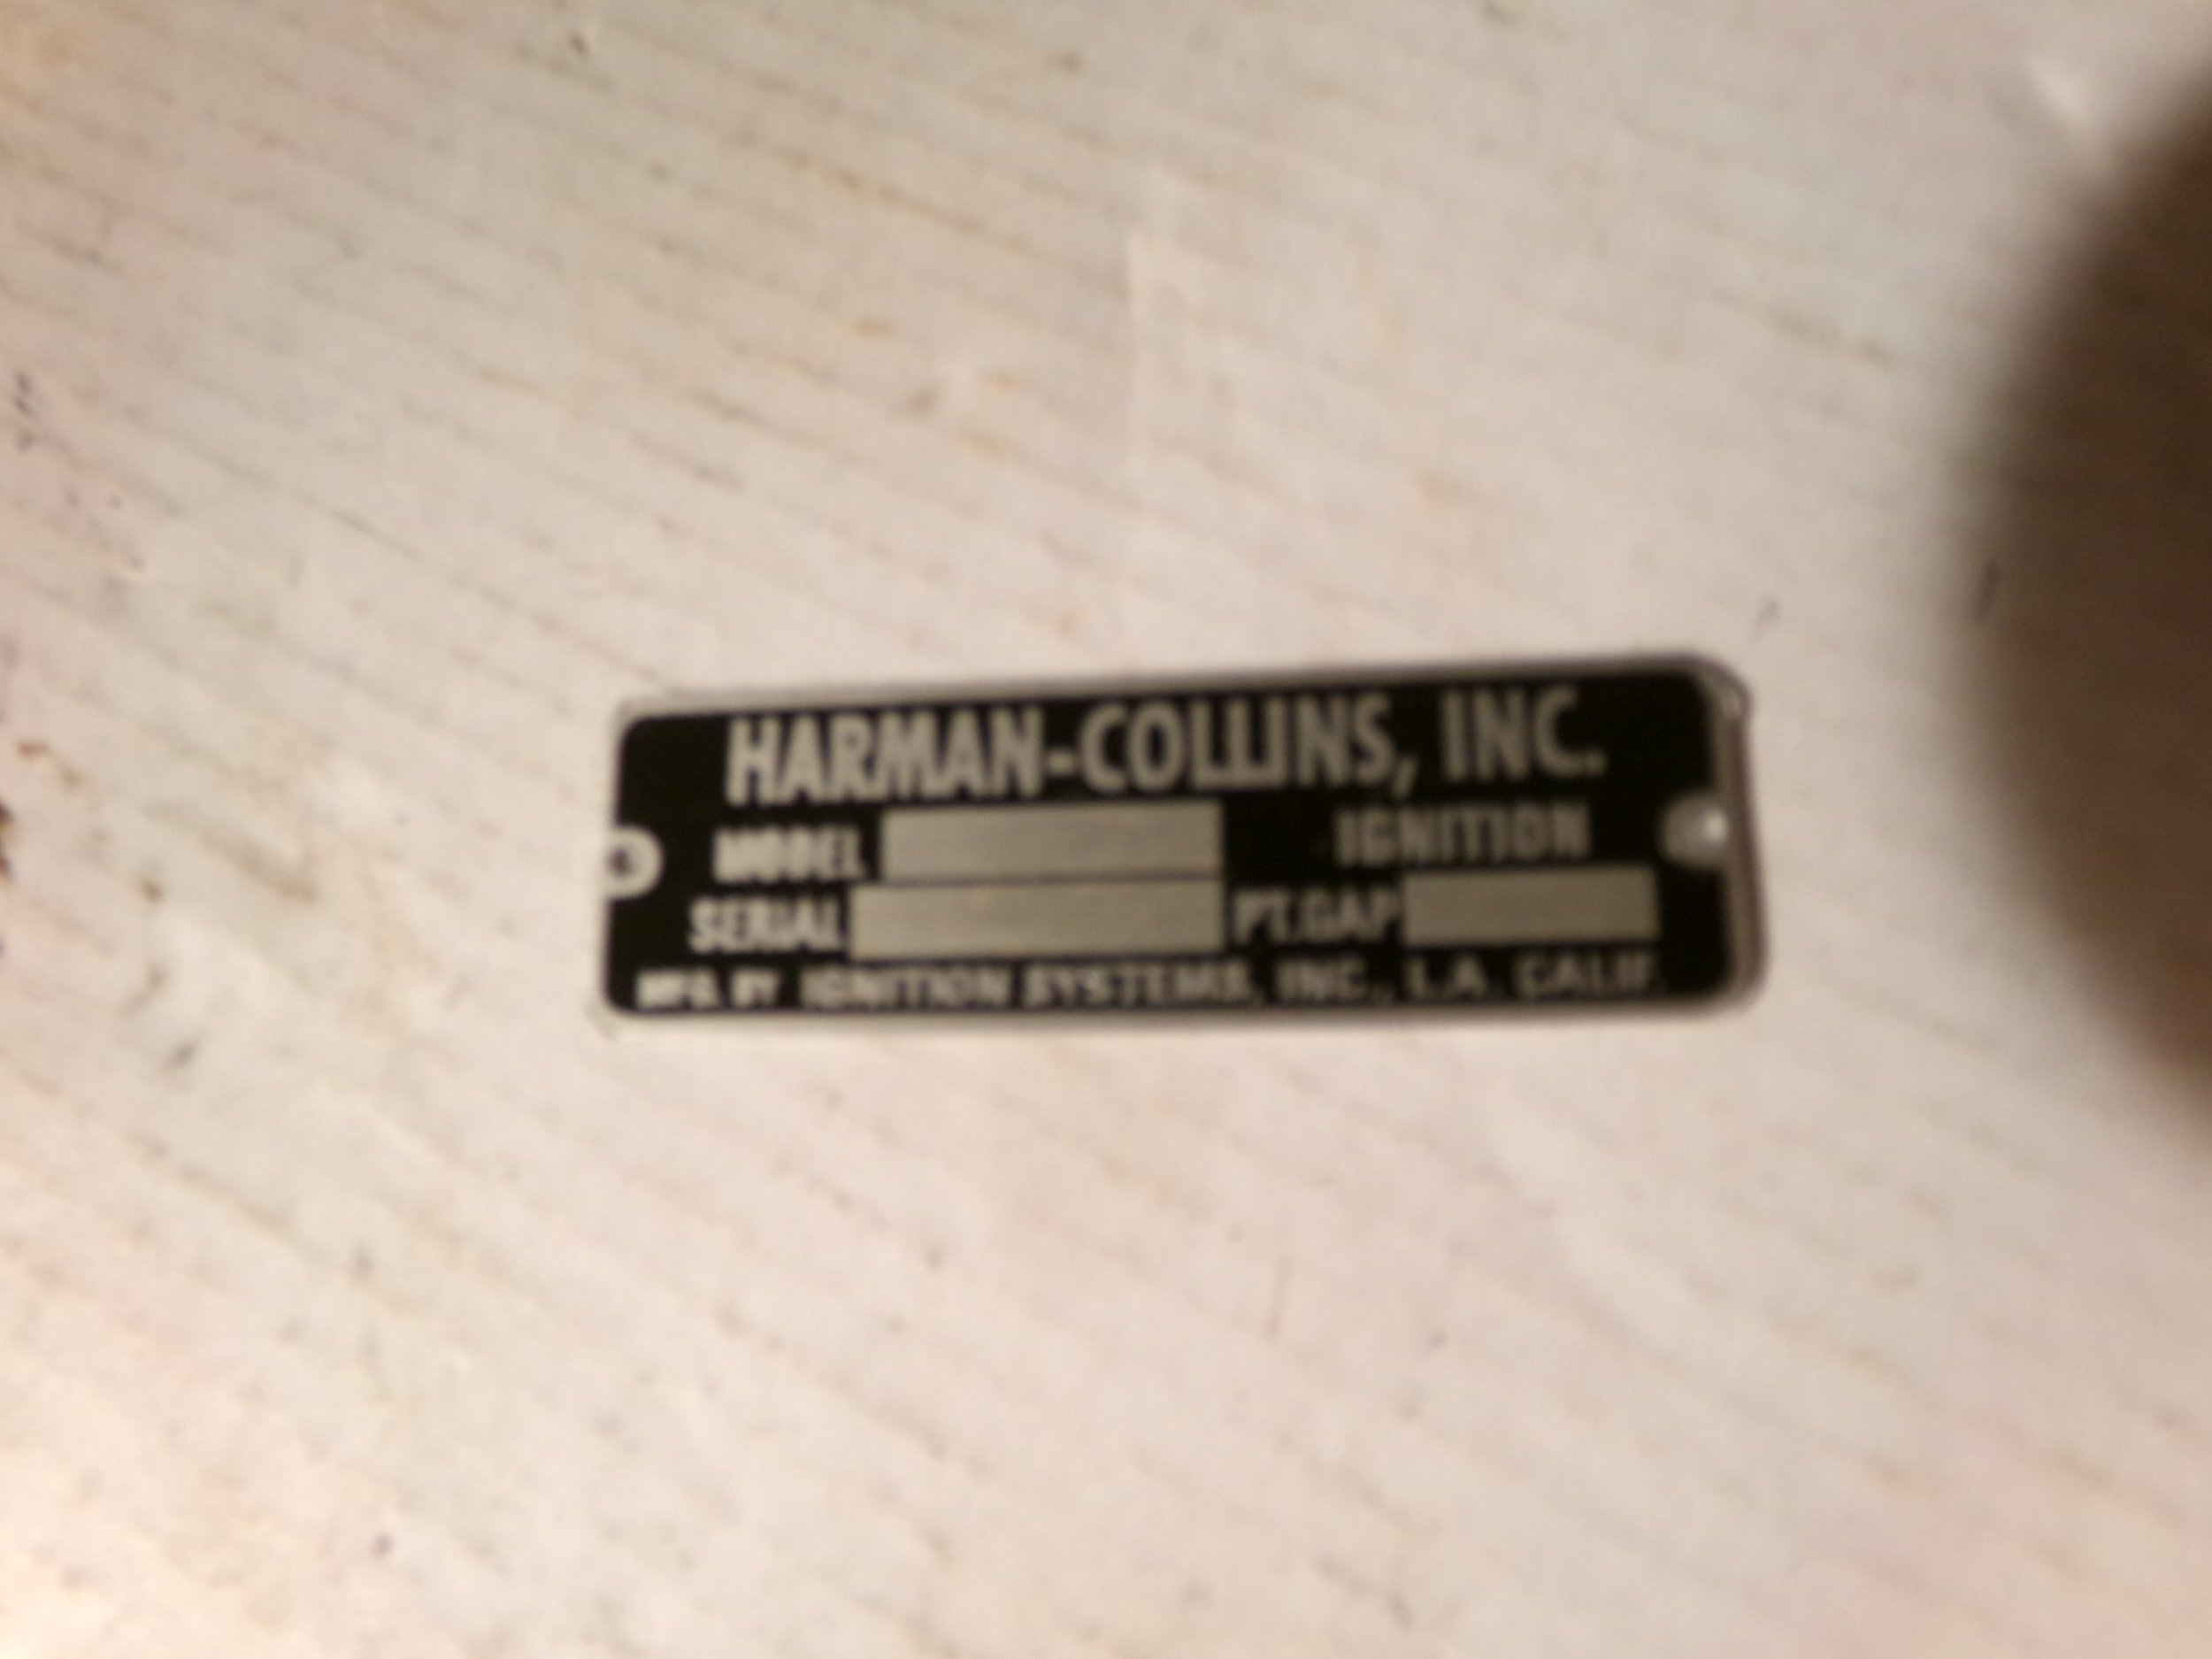 HARMAN-COLLINS, INC.
MODEL IGNITION
SERIAL PT. GAP
MFG. BY IGNITION SYSTEMS, INC., L.A. CALIF.